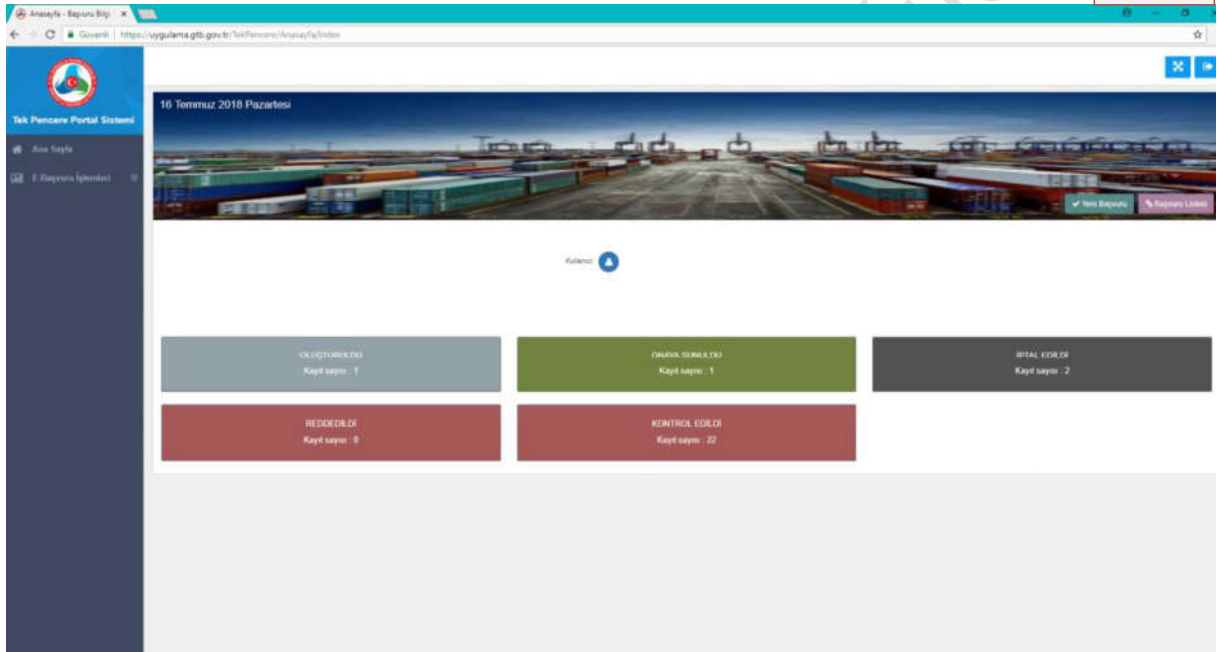 Anasayfa - Başvuru Bilgi
Güvenli | https://uygulama.gtb.gov.tr/TekPencere/Anasayfa/Index
Tek Pencere Portal Sistemi
16 Temmuz 2018 Pazartesi
Ana Sayfa
E-Başvuru İşlemleri
Yeni Başvuru
Başvuru Listesi
Kullanıcı
OLUŞTURULDU
Kayıt sayısı : 1
ONAYA SUNULDU
Kayıt sayısı : 1
İPTAL EDİLDİ
Kayıt sayısı : 2
REDDEDİLDİ
Kayıt sayısı : 0
KONTROL EDİLDİ
Kayıt sayısı : 22